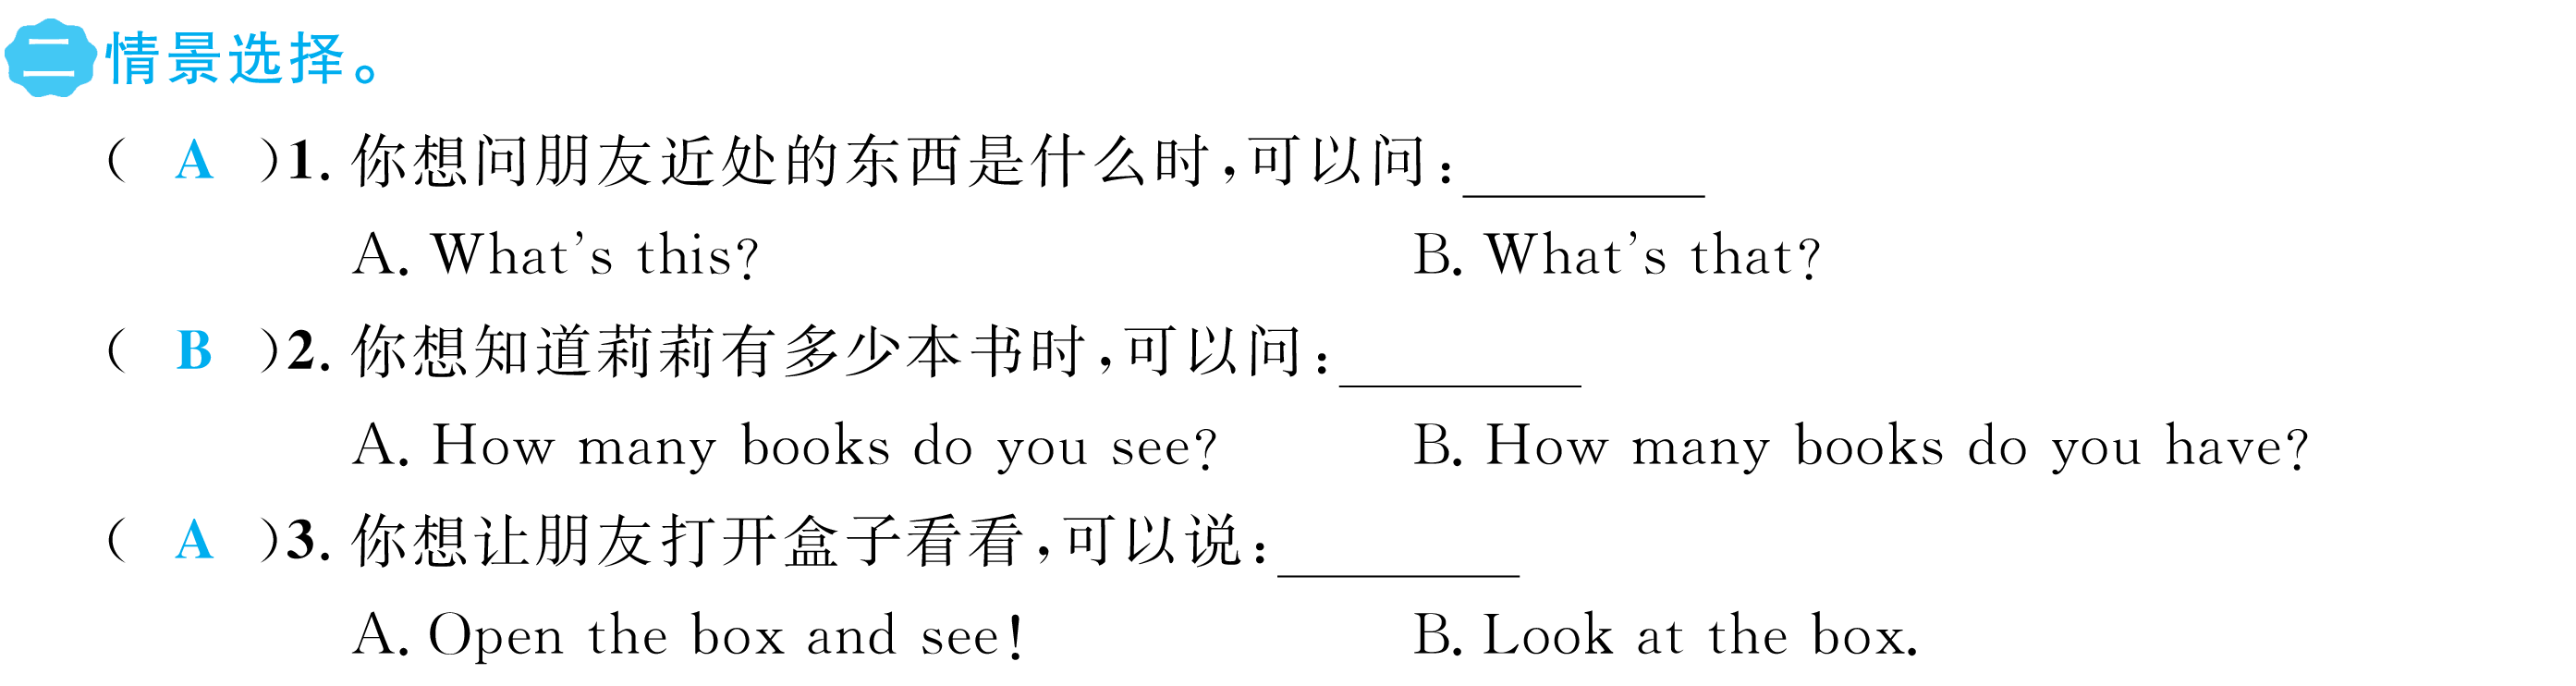 二 情景选择。
( A )1. 你想问朋友近处的东西是什么时,可以问:________
A. What's this? B. What's that?
( B )2. 你想知道莉莉有多少本书时,可以问:________
A. How many books do you see? B. How many books do you have?
( A )3. 你想让朋友打开盒子看看,可以说:________
A. Open the box and see! B. Look at the box.